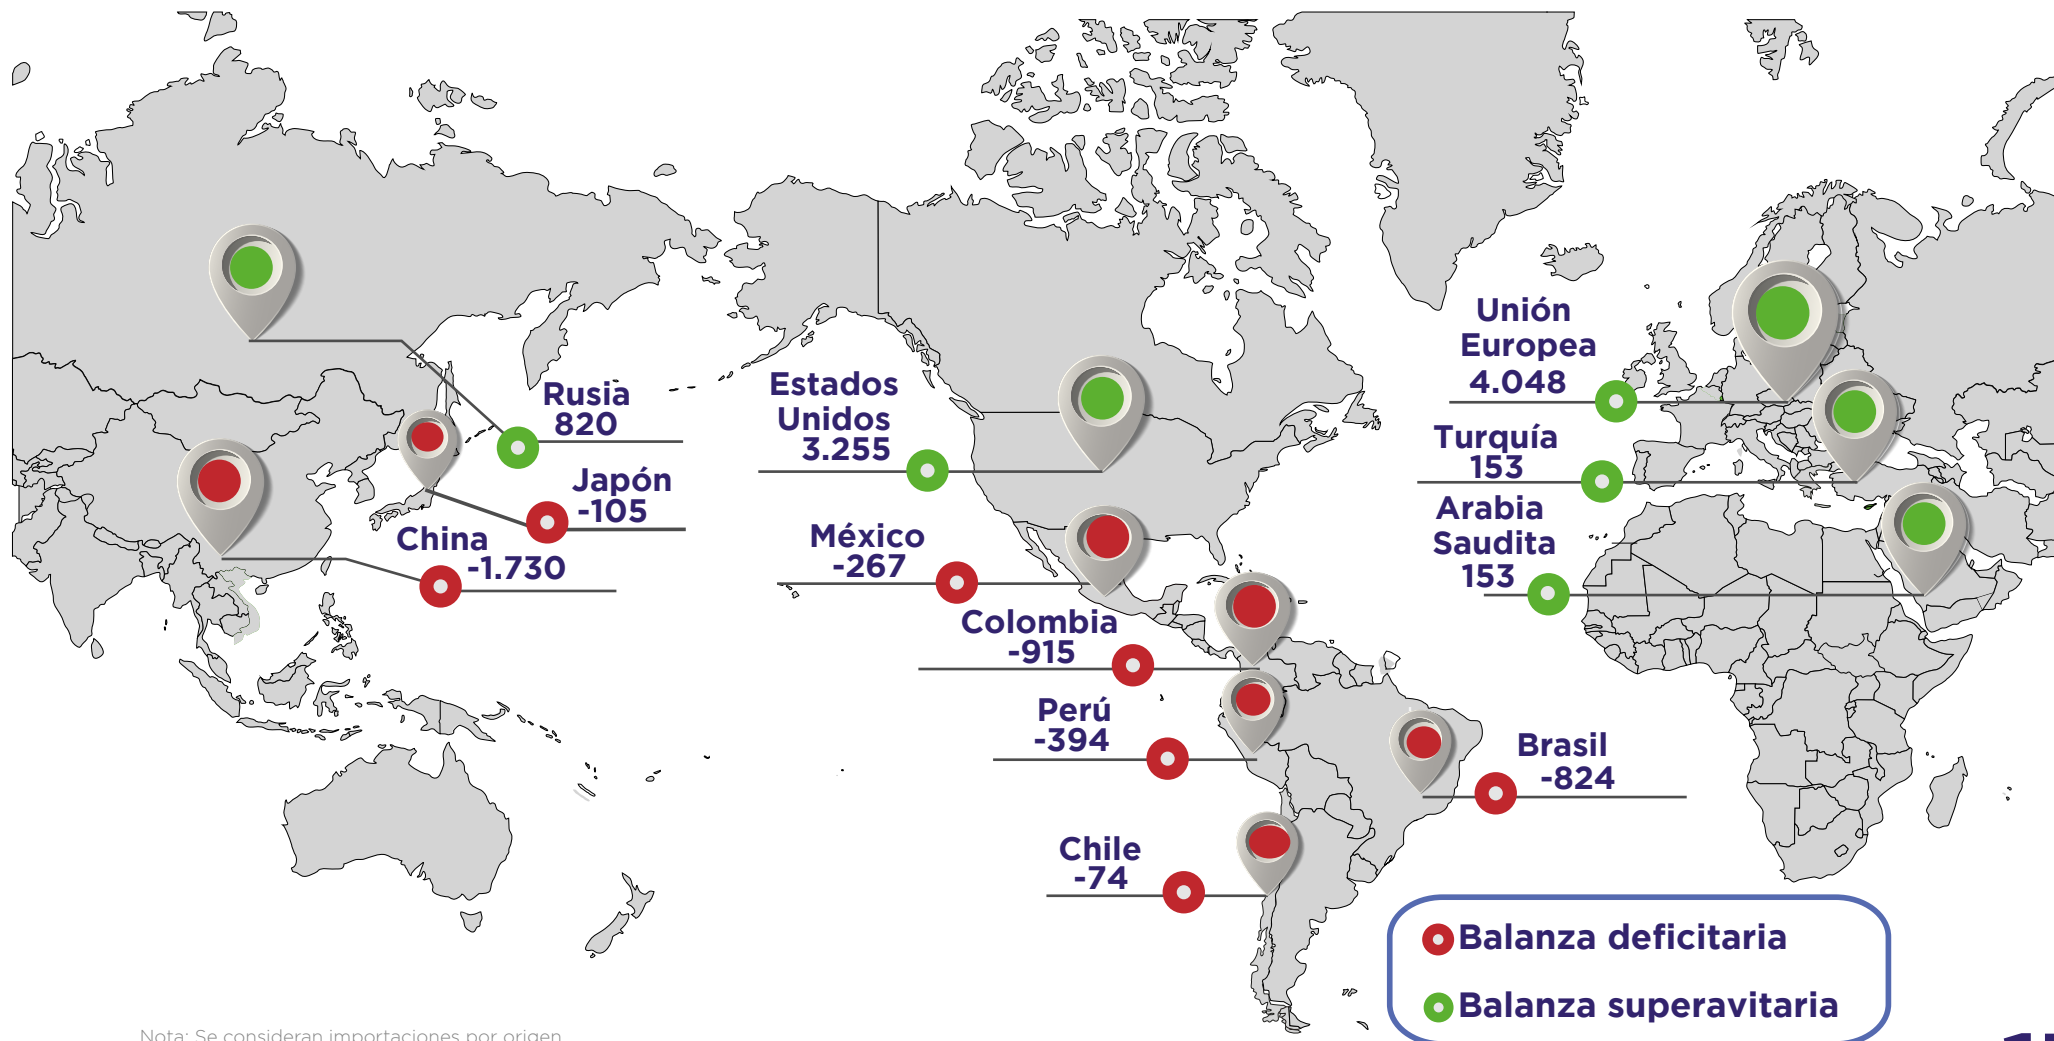 Rusia
820
Japón
-105
China
-1.730
Estados
Unidos
3.255
México
-267
Colombia
-915
Perú
-394
Chile
-74
Brasil
-824
Unión
Europea
4.048
Turquía
153
Arabia
Saudita
153
Balanza deficitaria
Balanza superavitaria
Nota: Se consideran importaciones por origen